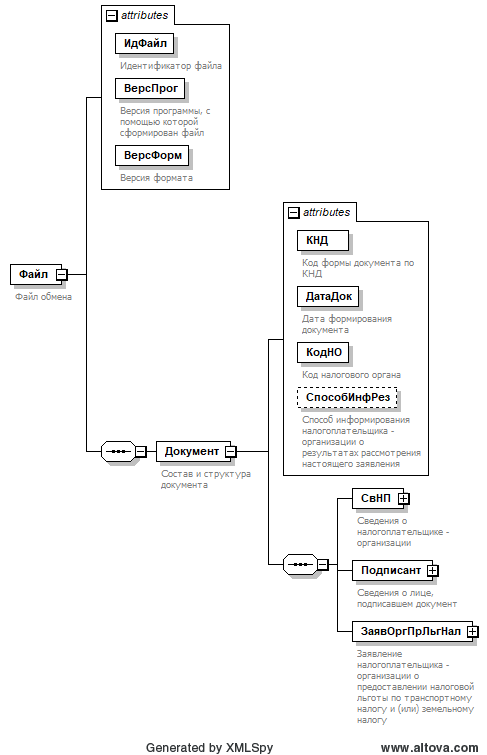 attributes
ИдФайл
Идентификатор файла
ВерсПрог
Версия программы, с
помощью которой
сформирован файл
ВерсФорм
Версия формата
Файл
Файл обмена
Документ
Состав и структура
документа
attributes
КНД
Код формы документа по
КНД
ДатаДок
Дата формирования
документа
КодНО
Код налогового органа
СпособИнфРез
Способ информирования
налогоплательщика -
организации о
результатах рассмотрения
настоящего заявления
СвНП
Сведения о
налогоплательщике -
организации
Подписант
Сведения о лице,
подписавшем документ
ЗаявОргПрЛьгНал
Заявление
налогоплательщика -
организации о
предоставлении налоговой
льготы по транспортному
налогу и (или) земельному
налогу
Generated by XMLSpy
www.altova.com